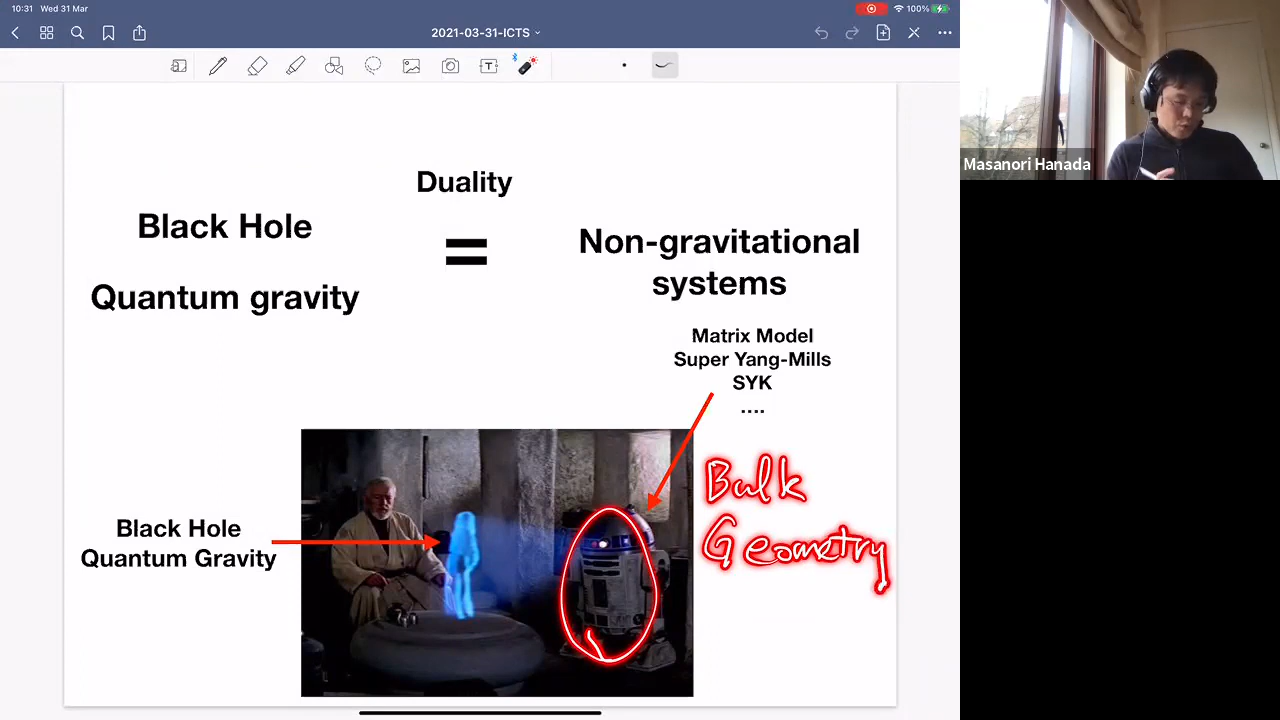 10:31 Wed 31 Mar
100%
2021-03-31-ICTS
T
Duality
Black Hole
=
Non-gravitational
systems
Quantum gravity
Matrix Model
Super Yang-Mills
SYK
....
Bulk
Geometry
Black Hole
Quantum Gravity
Masanori Hanada